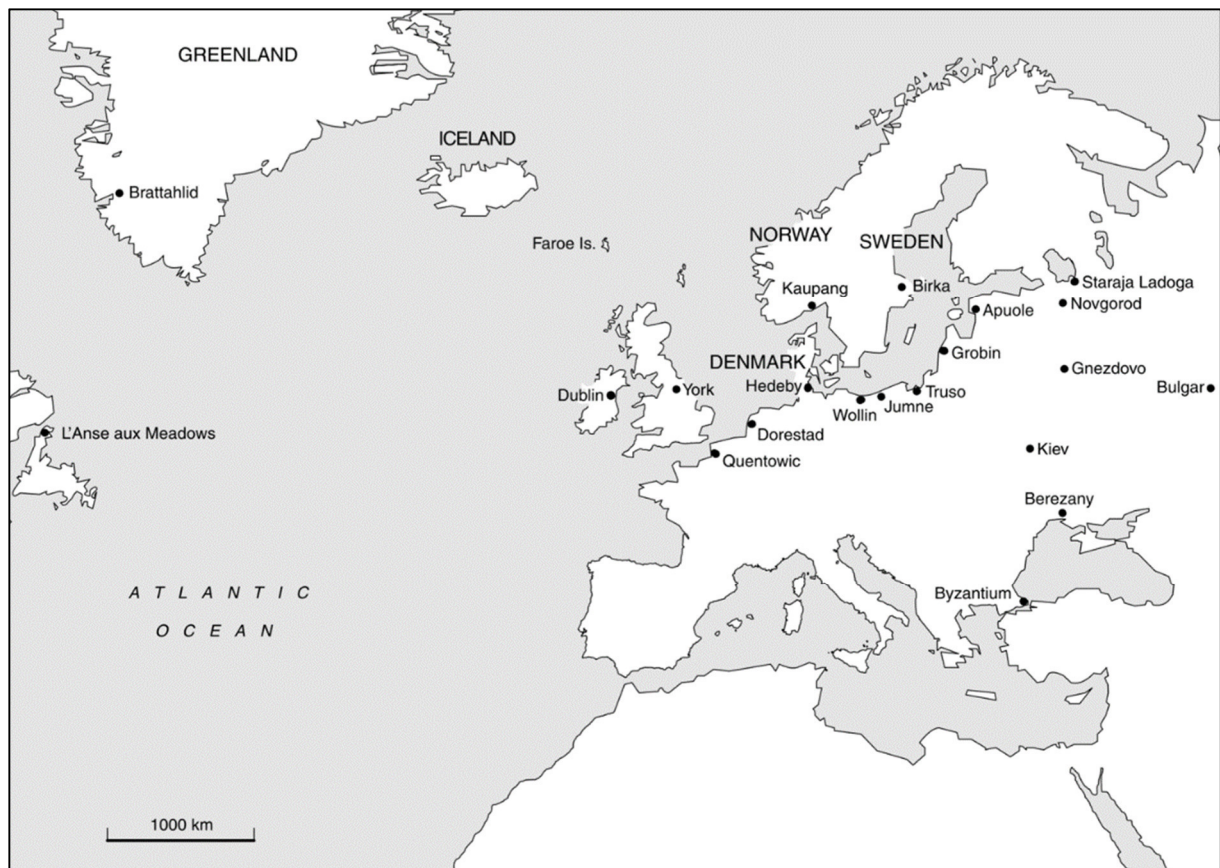 GREENLAND
ICELAND
Brattahlid
Faroe Is.
NORWAY
SWEDEN
Kaupang
Birka
Staraja Ladoga
Novgorod
Apuole
Grobin
DENMARK
Gnezdovo
Hedeby
Bulgar
Dublin
York
Truso
Wollin
Jumne
L'Anse aux Meadows
Dorestad
Kiev
Quentowic
Berezany
ATLANTIC
OCEAN
Byzantium
1000 km